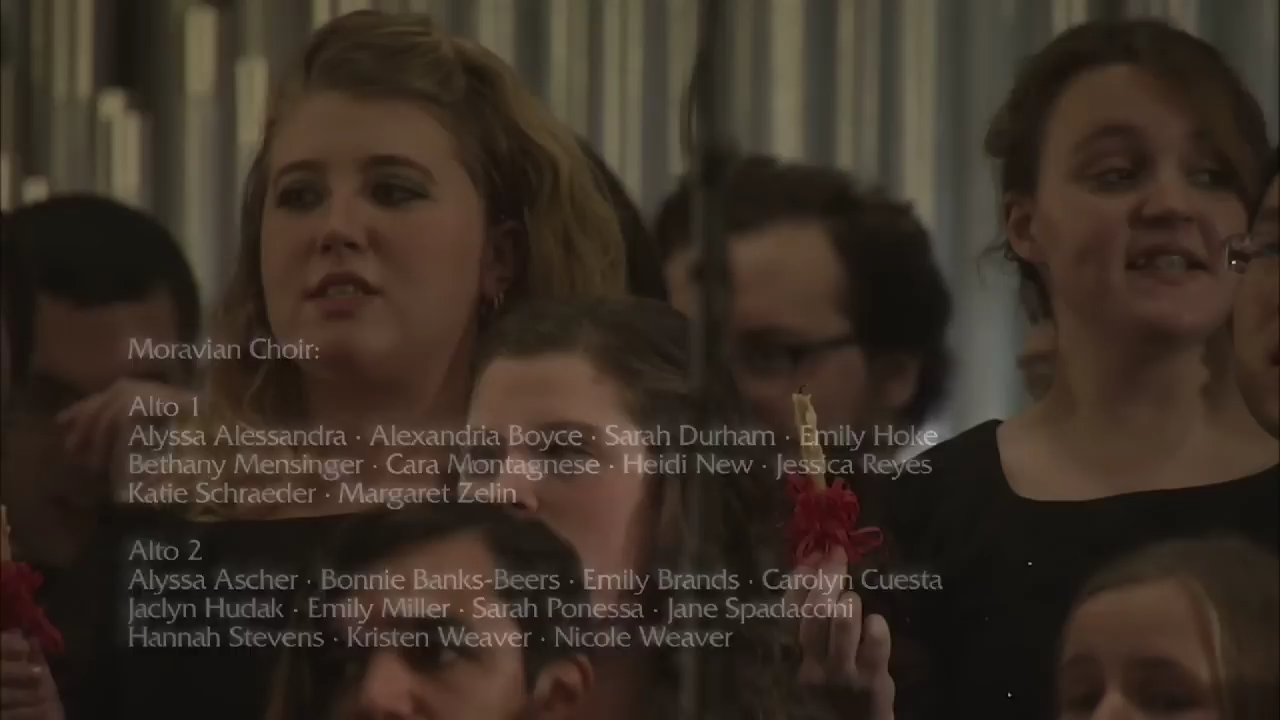 Moravian Choir:
Alto 1
Alyssa Alessandra · Alexandria Boyce · Sarah Durham · Emily Hoke
Bethany Mensinger · Cara Montagnese · Heidi New · Jessica Reyes
Katie Schraeder · Margaret Zelin
Alto 2
Alyssa Ascher · Bonnie Banks-Beers · Emily Brands · Carolyn Cuesta
Jaclyn Hudak · Emily Miller · Sarah Ponessa · Jane Spadaccini
Hannah Stevens · Kristen Weaver · Nicole Weaver